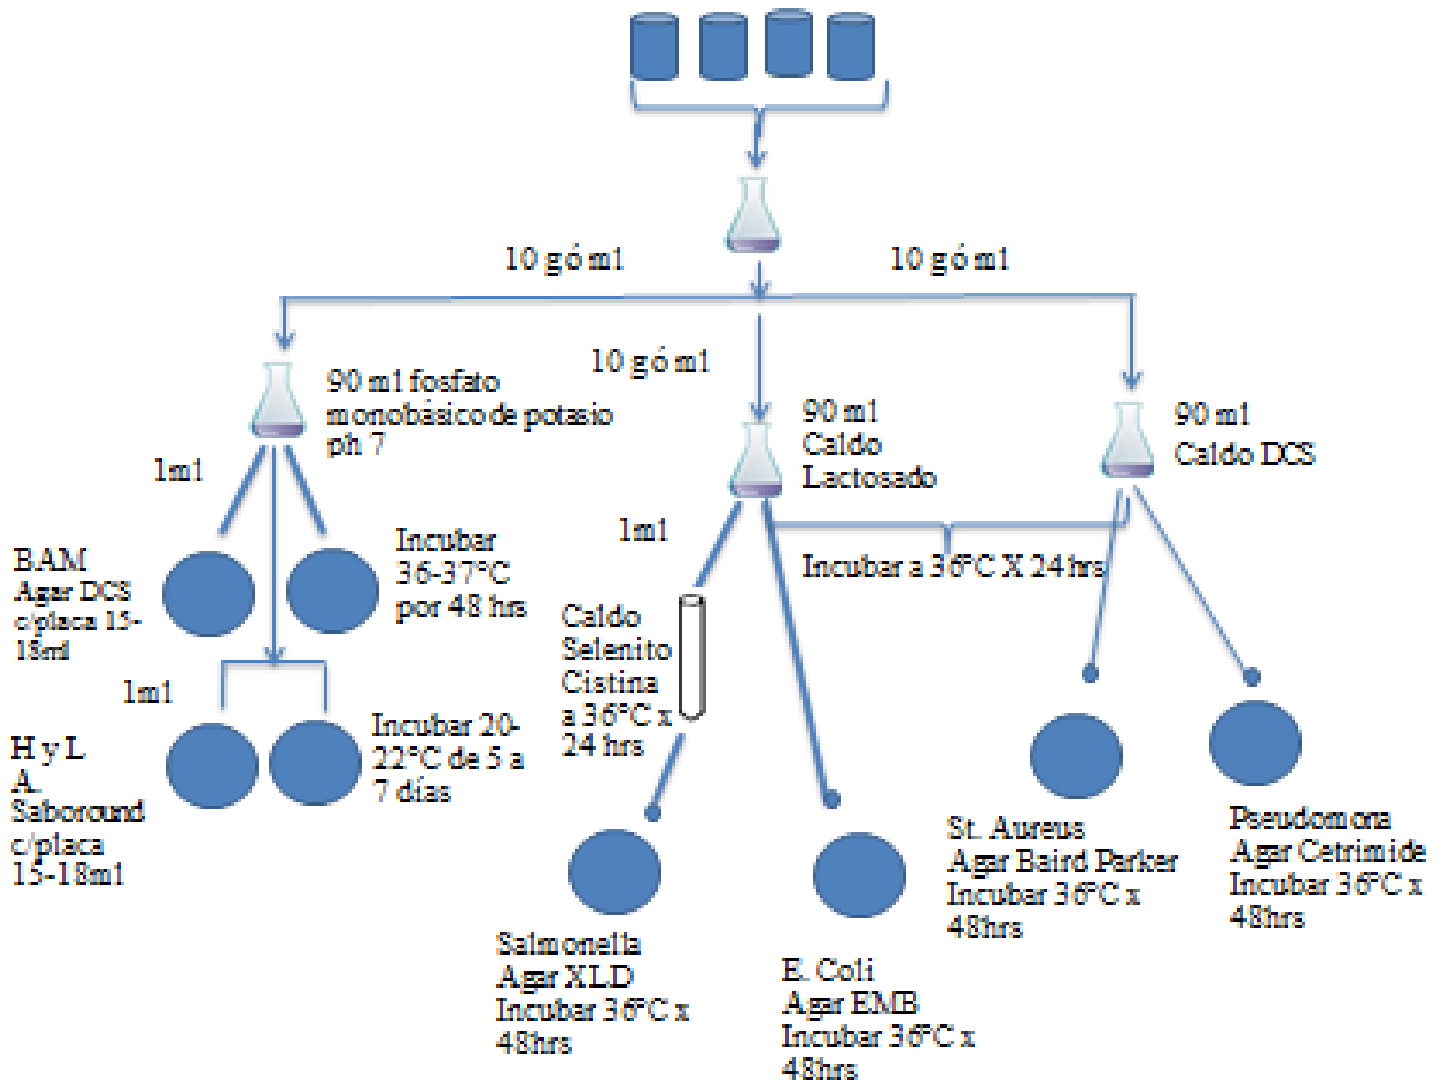 10 gó ml
10 gó ml
10 gó ml
90 ml fosfato
monobásico de potasio
ph 7
90 ml
Caldo
Lactosado
90 ml
Caldo DCS
1ml
1ml
Incubar a 36°C X 24 hrs
BAM
Agar DCS
c/placa 15-
18ml
Incubar
36-37°C
por 48 hrs
Caldo
Selenito
Cistina
a 36°C x
24 hrs
1ml
H y L
A.
Saboround
c/placa
15-18ml
Incubar 20-
22°C de 5 a
7 días
Salmonella
Agar XLD
Incubar 36°C x
48hrs
E. Coli
Agar EMB
Incubar 36°C x
48hrs
St. Aureus
Agar Baird Parker
Incubar 36°C x
48hrs
Pseudomona
Agar Cetrimide
Incubar 36°C x
48hrs